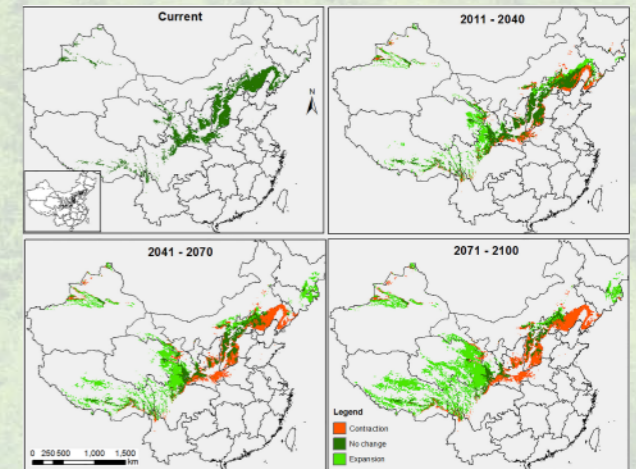 Current
N
2011 - 2040
2041 - 2070
0 250 500 1,000 1,500
km
2071 - 2100
Legend
Contraction
No change
Expansion